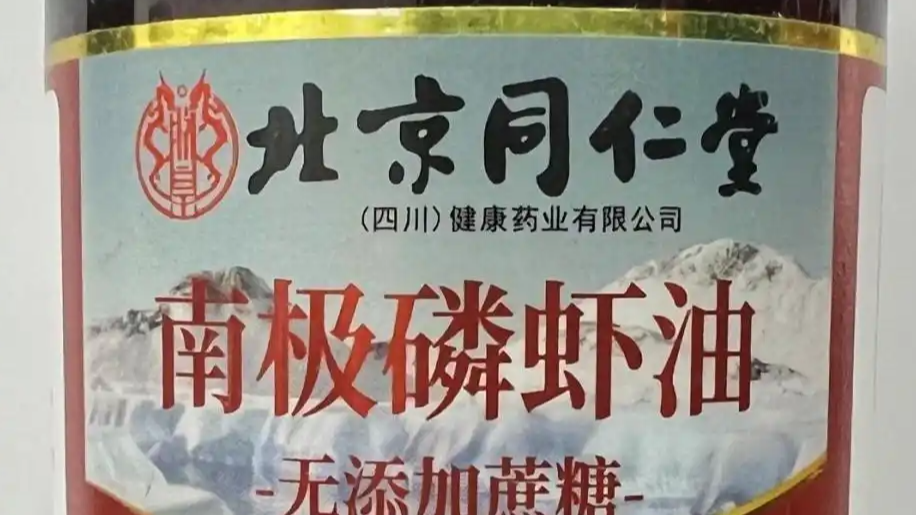 北京同仁堂
(四川)健康药业有限公司
南极磷虾油
-无添加蔗糖-